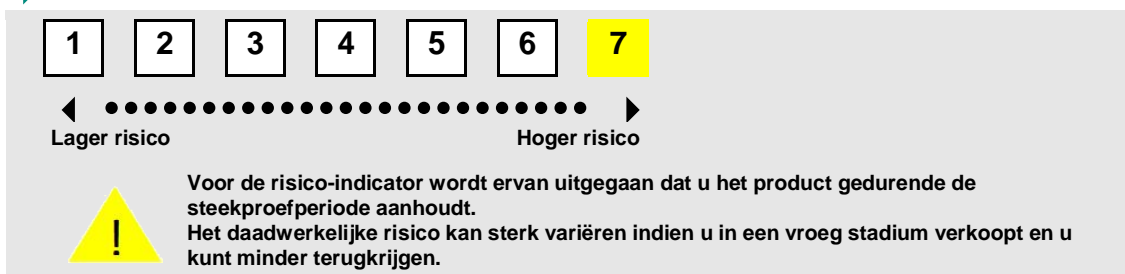 1 2 3 4 5 6 7
Lager risico Hoger risico
!
Voor de risico-indicator wordt ervan uitgegaan dat u het product gedurende de
steekproefperiode aanhoudt.
Het daadwerkelijke risico kan sterk variëren indien u in een vroeg stadium verkoopt en u
kunt minder terugkrijgen.